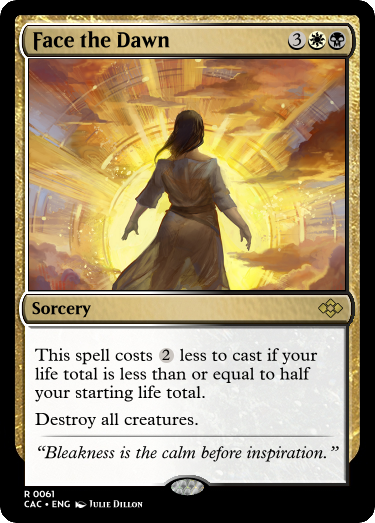 Face the Dawn 3
Sorcery
This spell costs 2 less to cast if your
life total is less than or equal to half
your starting life total.
Destroy all creatures.
“Bleakness is the calm before inspiration.”
R 0061
CAC • ENG Julie Dillon